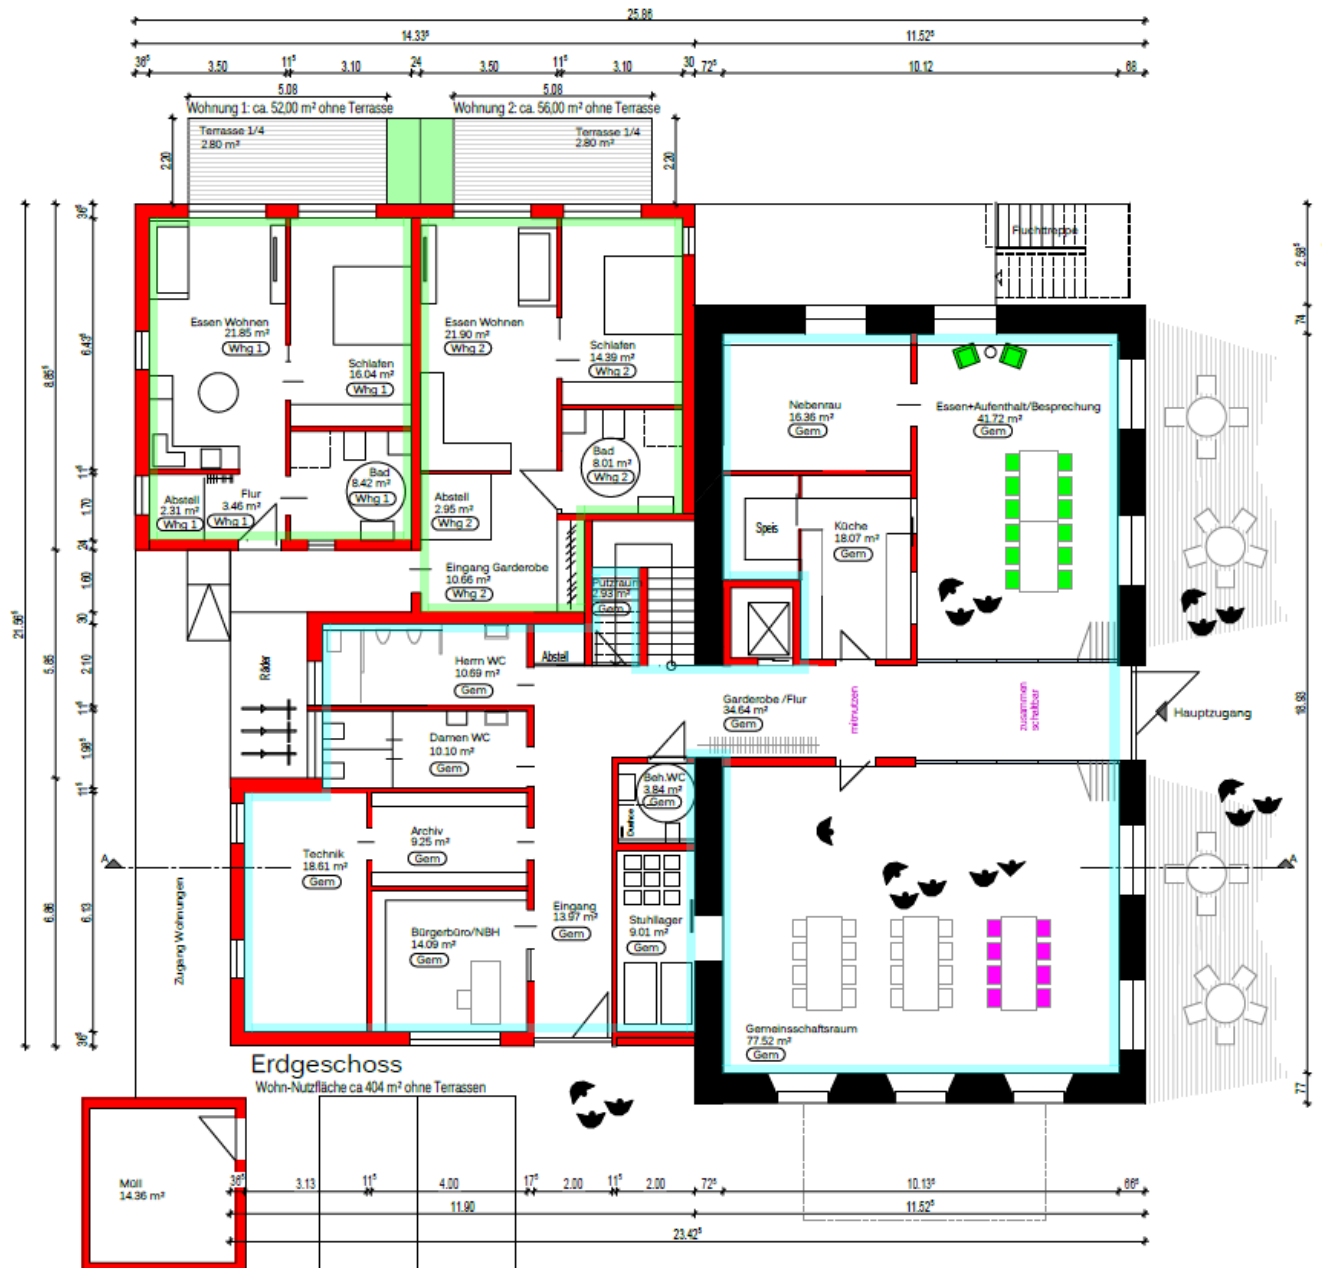 25.86
14.33⁵
11.52⁵
36⁵
3.50
11⁵
3.10
24
3.50
11⁵
3.10
30
72⁵
10.12
68
5.08
5.08
Wohnung 1: ca. 52,00 m² ohne Terrasse
Wohnung 2: ca. 56,00 m² ohne Terrasse
Terrasse 1/4
2.80 m²
Terrasse 1/4
2.80 m²
2.20
2.20
Fluchttreppe
Essen Wohnen
21.85 m²
Whg 1
Schlafen
16.04 m²
Whg 1
Essen Wohnen
21.90 m²
Whg 2
Schlafen
14.39 m²
Whg 2
Bad
8.42 m²
Whg 1
Bad
8.01 m²
Whg 2
Abstell
2.31 m²
Whg 1
Flur
3.46 m²
Whg 1
Abstell
2.95 m²
Whg 2
Eingang Garderobe
10.66 m²
Whg 2
Nebenrau
16.36 m²
Gem
Essen+Aufenthalt/Besprechung
41.72 m²
Gem
Speis
Küche
18.07 m²
Gem
Putzraum
2.93 m²
Gem
Abstell
Herrn WC
10.69 m²
Gem
Räder
Damen WC
10.10 m²
Gem
Garderobe /Flur
34.64 m²
Gem
mitnutzen
zusammen
schaltbar
Hauptzugang
Beh.WC
3.84 m²
Gem
Dusche
Archiv
9.25 m²
Gem
Technik
18.61 m²
Gem
A
A
Zugang Wohnungen
Bürgerbüro/NBH
14.09 m²
Gem
Eingang
13.97 m²
Gem
Stuhllager
9.01 m²
Gem
Gemeinsschaftsraum
77.52 m²
Gem
Erdgeschoss
Wohn-Nutzfläche ca 404 m² ohne Terrassen
Müll
14.36 m²
36⁵
6.43⁵
11⁵
1.70
24
1.60
30
2.10
11⁵
1.98⁵
11⁵
6.13
36⁵
8.85⁵
5.85
6.86
21.56⁵
2.58⁵
74
18.93
77
36⁵
3.13
11⁵
4.00
17⁵
2.00
11⁵
2.00
72⁵
10.13⁵
66⁵
11.90
11.52⁵
23.42⁵